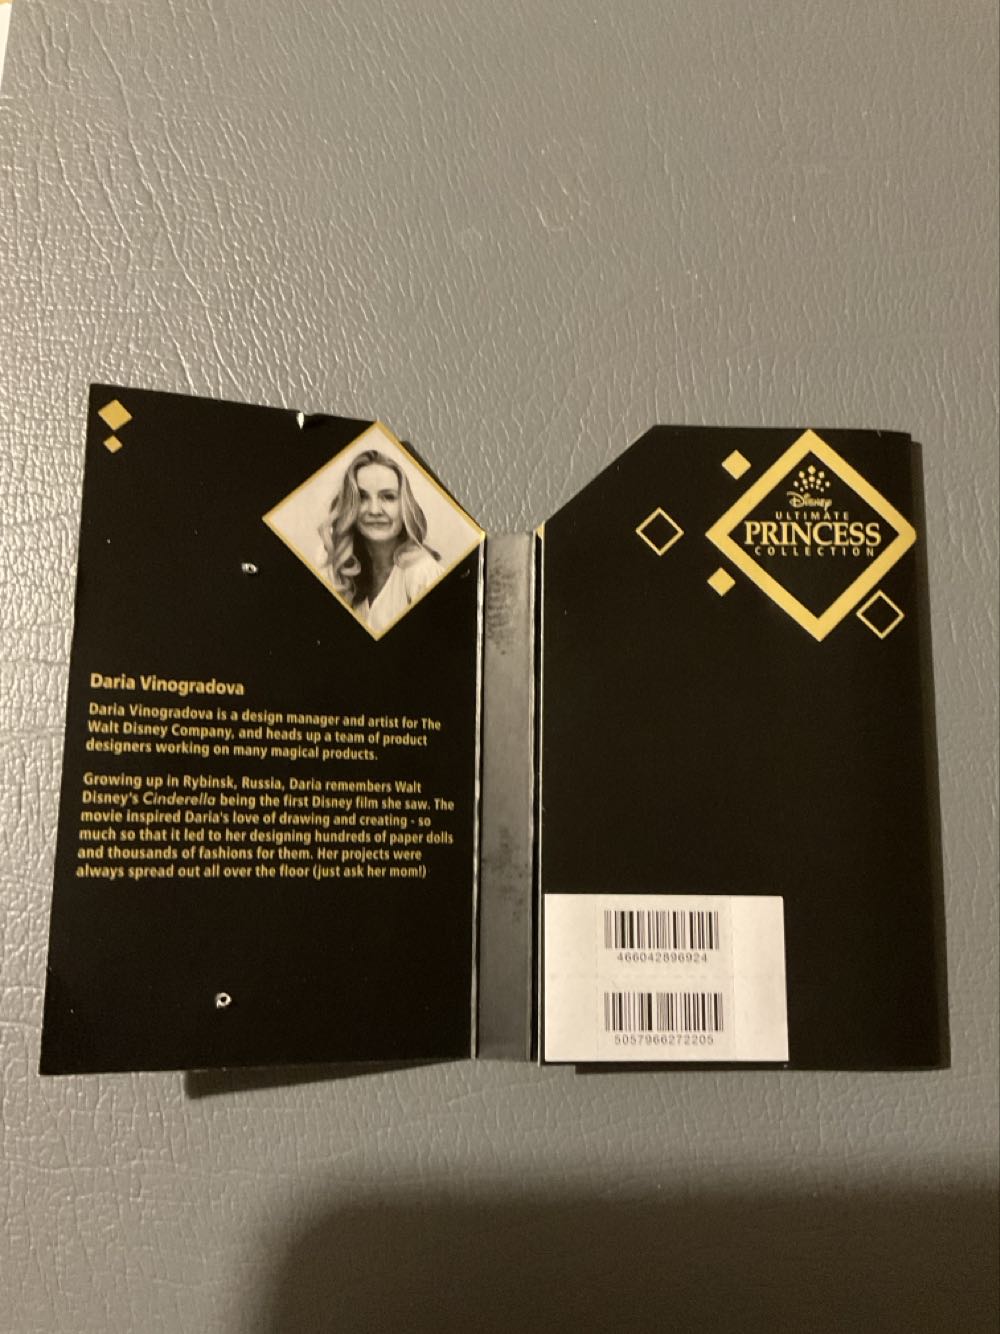 Daria Vinogradova
Daria Vinogradova is a design manager and artist for The
Walt Disney Company, and heads up a team of product
designers working on many magical products.
Growing up in Rybinsk, Russia, Daria remembers Walt
Disney's Cinderella being the first Disney film she saw. The
movie inspired Daria's love of drawing and creating - so
much so that it led to her designing hundreds of paper dolls
and thousands of fashions for them. Her projects were
always spread out all over the floor (just ask her mom!)
Disney
ULTIMATE
PRINCESS
COLLECTION
466042896924
5057966272205